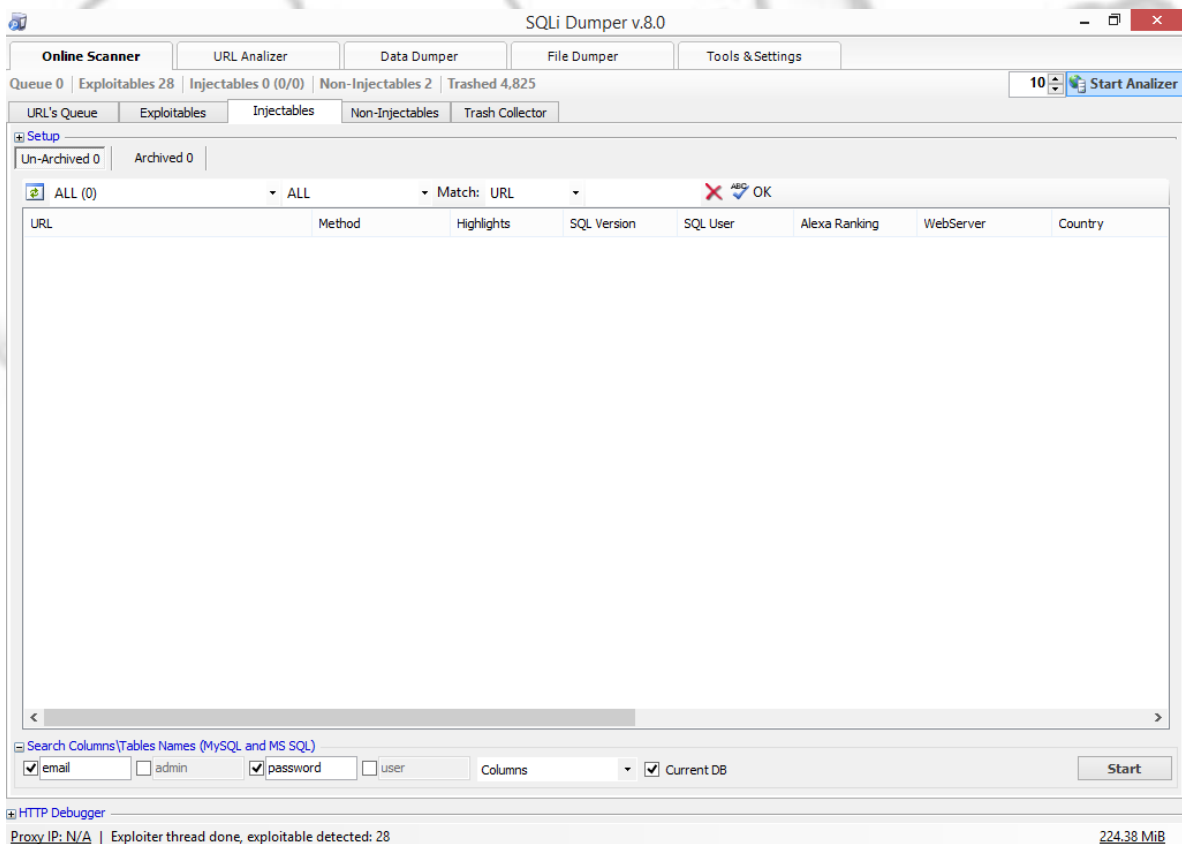 SQLi Dumper v.8.0
Online Scanner URL Analizer Data Dumper File Dumper Tools & Settings
Queue 0 Exploitables 28 Injectables 0 (0/0) Non-Injectables 2 Trashed 4,825 10 Start Analizer
URL's Queue Exploitables Injectables Non-Injectables Trash Collector
Setup
Un-Archived 0 Archived 0
ALL (0) ALL Match: URL ABC OK
URL Method Highlights SQL Version SQL User Alexa Ranking WebServer Country
Search Columns\Tables Names (MySQL and MS SQL)
email admin password user Columns Current DB Start
HTTP Debugger
Proxy IP: N/A | Exploiter thread done, exploitable detected: 28 224.38 MiB